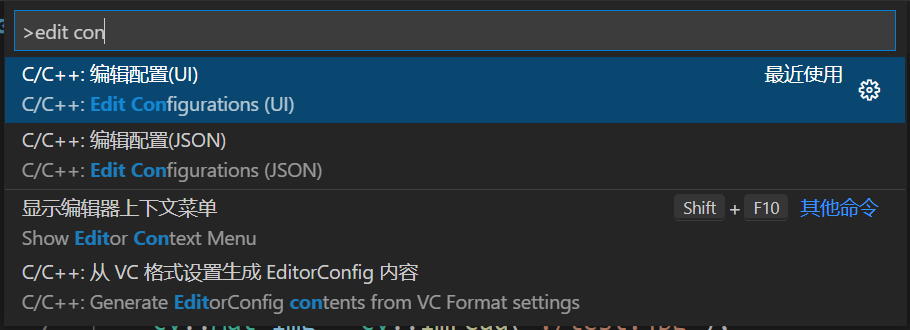 >edit con
C/C++: 编辑配置(UI) 最近使用
C/C++: Edit Configurations (UI)
C/C++: 编辑配置(JSON)
C/C++: Edit Configurations (JSON)
显示编辑器上下文菜单 Shift + F10 其他命令
Show Editor Context Menu
C/C++: 从 VC 格式设置生成 EditorConfig 内容
C/C++: Generate EditorConfig contents from VC Format settings